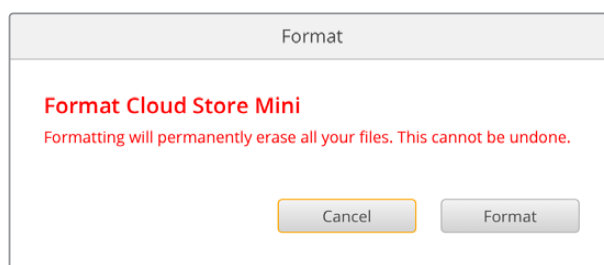 Format
Format Cloud Store Mini
Formatting will permanently erase all your files. This cannot be undone.
Cancel
Format